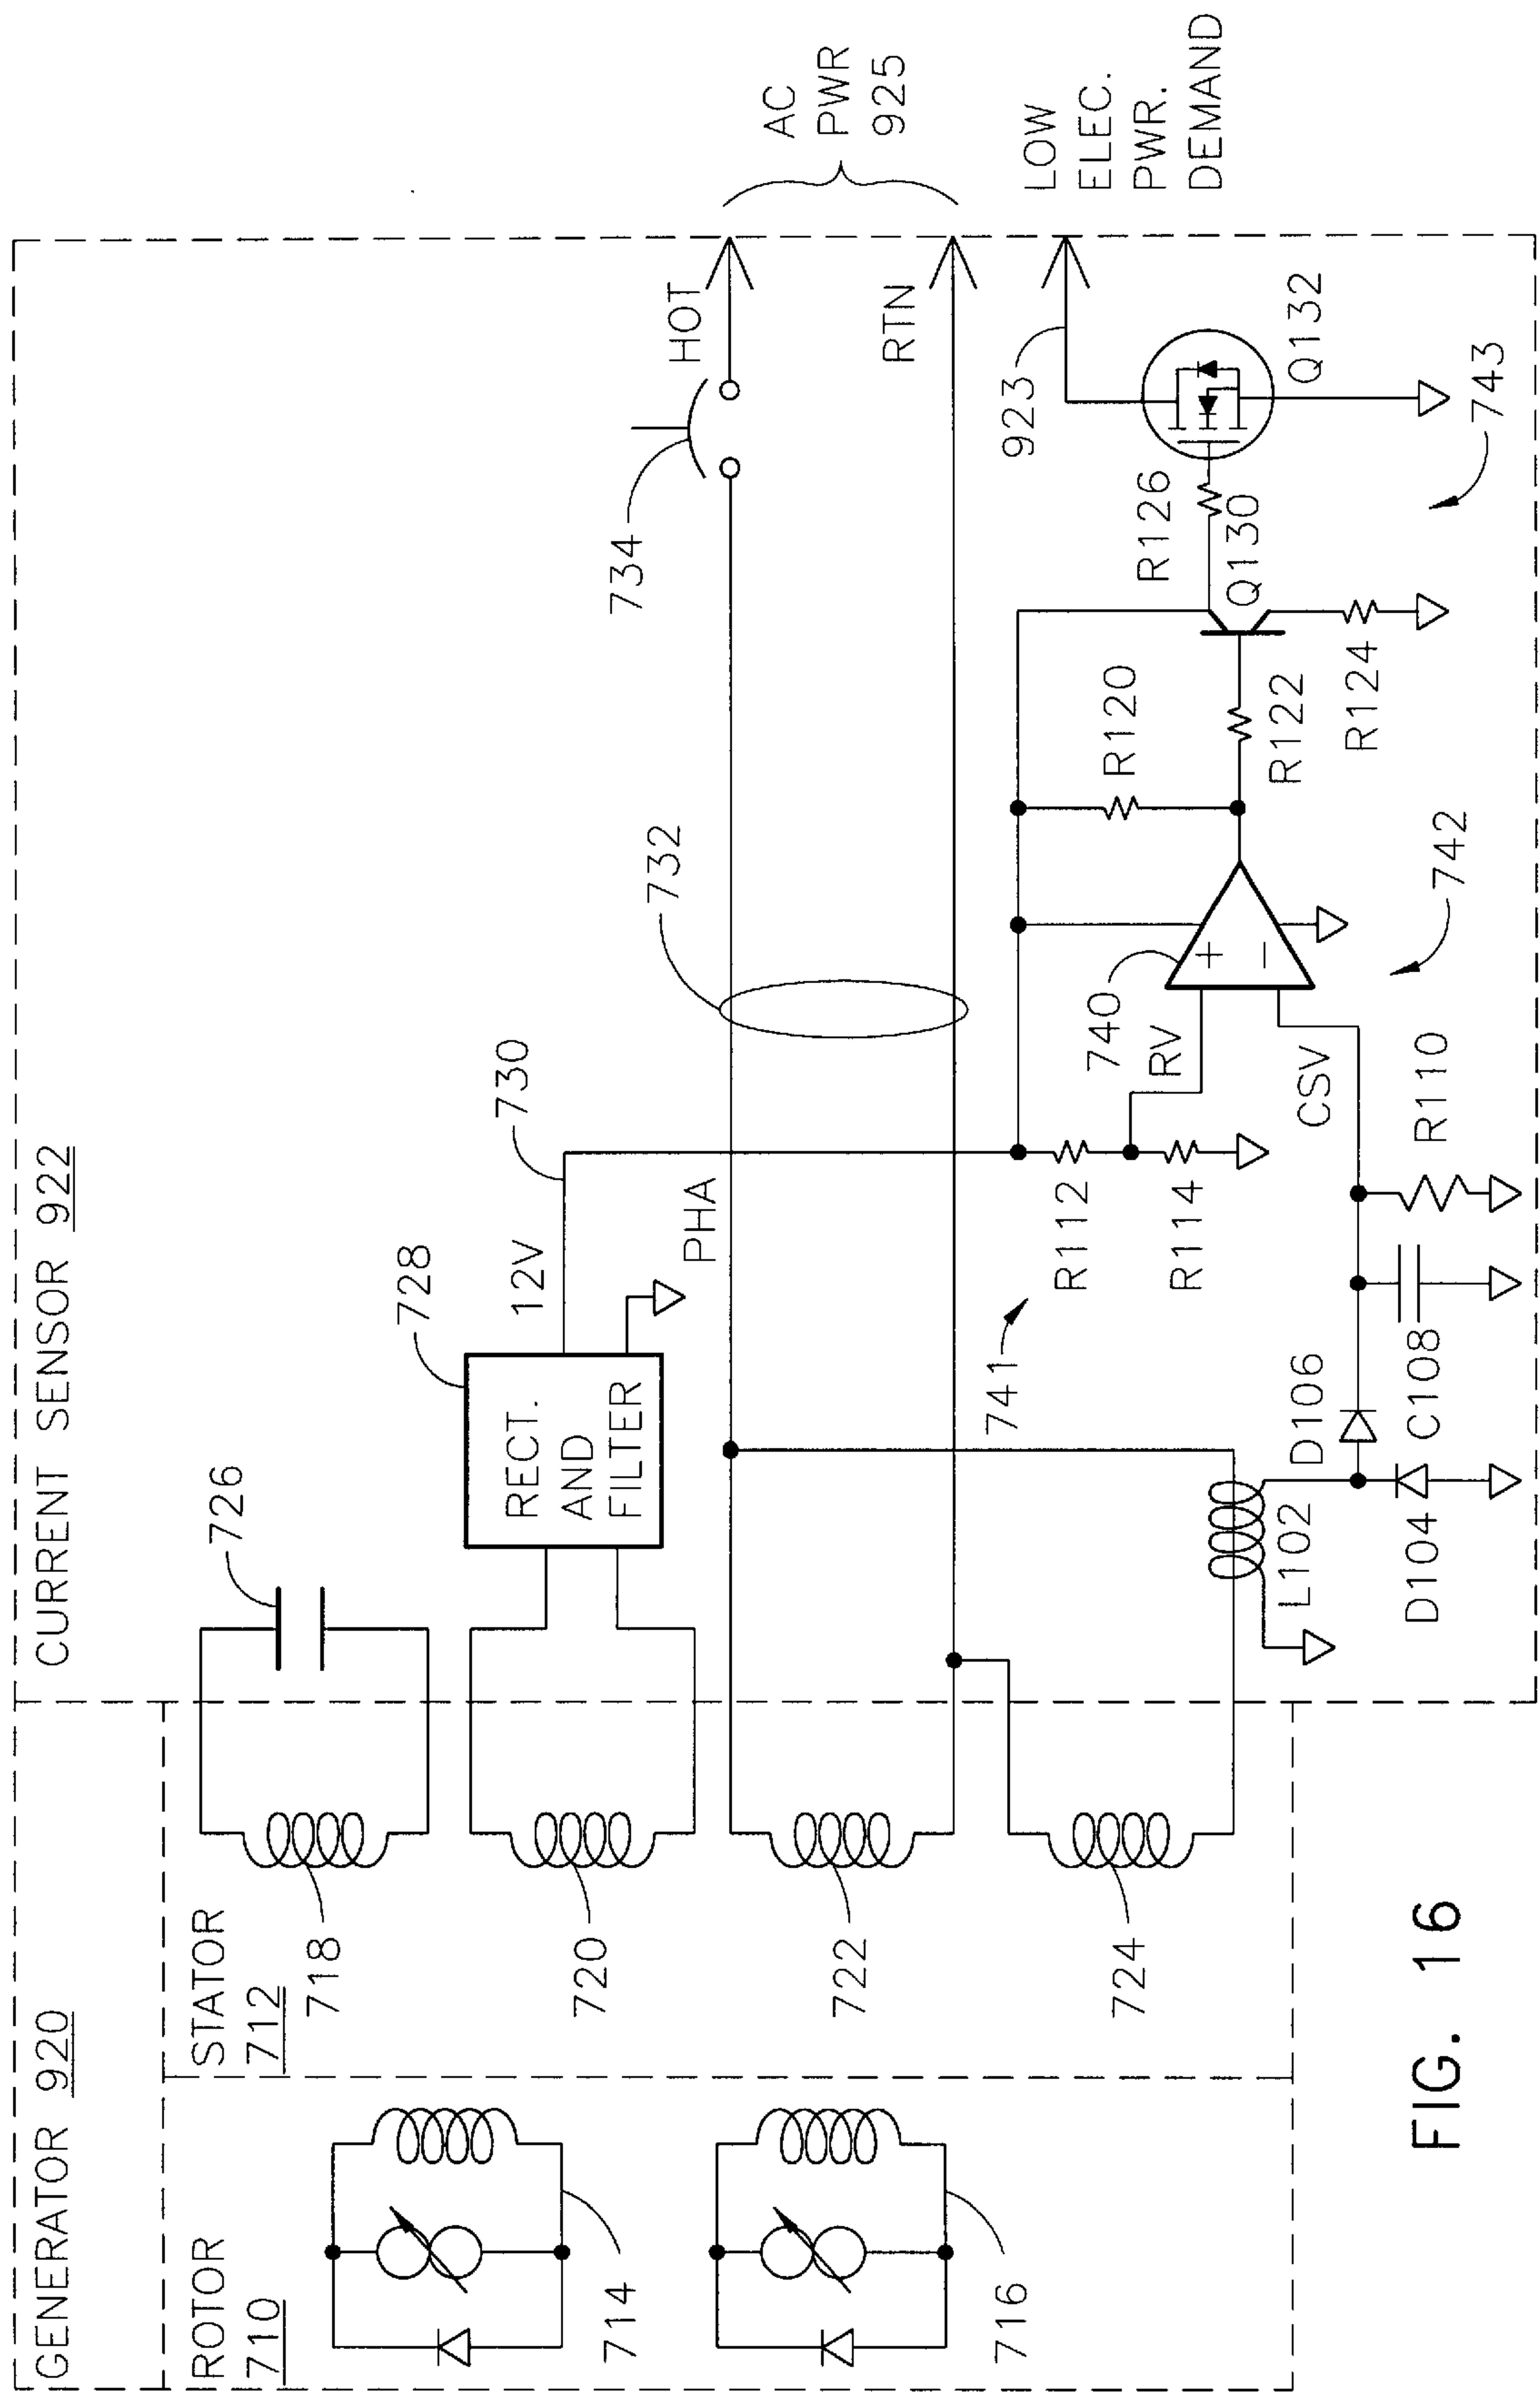 GENERATOR 920
CURRENT SENSOR 922
ROTOR
710
STATOR
712
714
716
718
720
722
724
726
RECT.
AND
FILTER
728
12V
730
PHA
732
734
HOT
RTN
AC
PWR
925
LOW
ELEC.
PWR.
DEMAND
923
741
R112
R114
740
RV
+
−
CSV
742
R110
C108
D106
D104
L102
R120
R122
R124
Q130
R126
Q132
743
FIG. 16